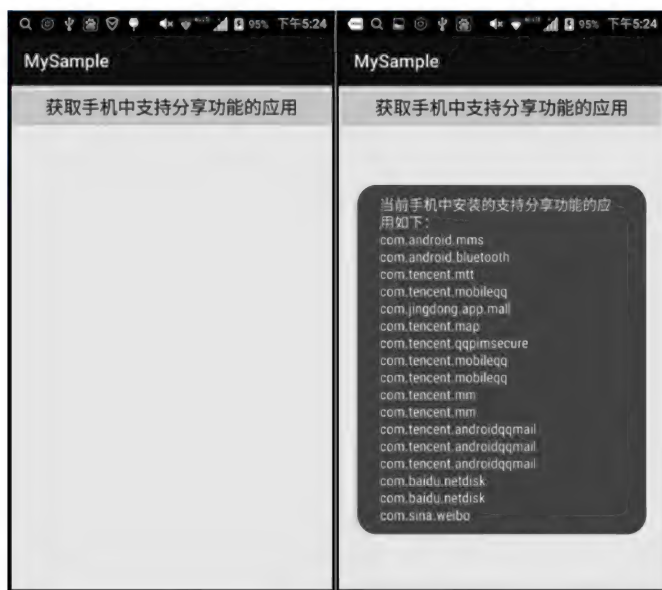 95% 下午5:24
MySample
获取手机中支持分享功能的应用
95% 下午5:24
MySample
获取手机中支持分享功能的应用
当前手机中安装的支持分享功能的应
用如下:
com.android.mms
com.android.bluetooth
com.tencent.mtt
com.tencent.mobileqq
com.jingdong.app.mall
com.tencent.map
com.tencent.qqpimsecure
com.tencent.mobileqq
com.tencent.mobileqq
com.tencent.mm
com.tencent.mm
com.tencent.androidqqmail
com.tencent.androidqqmail
com.tencent.androidqqmail
com.baidu.netdisk
com.baidu.netdisk
com.sina.weibo